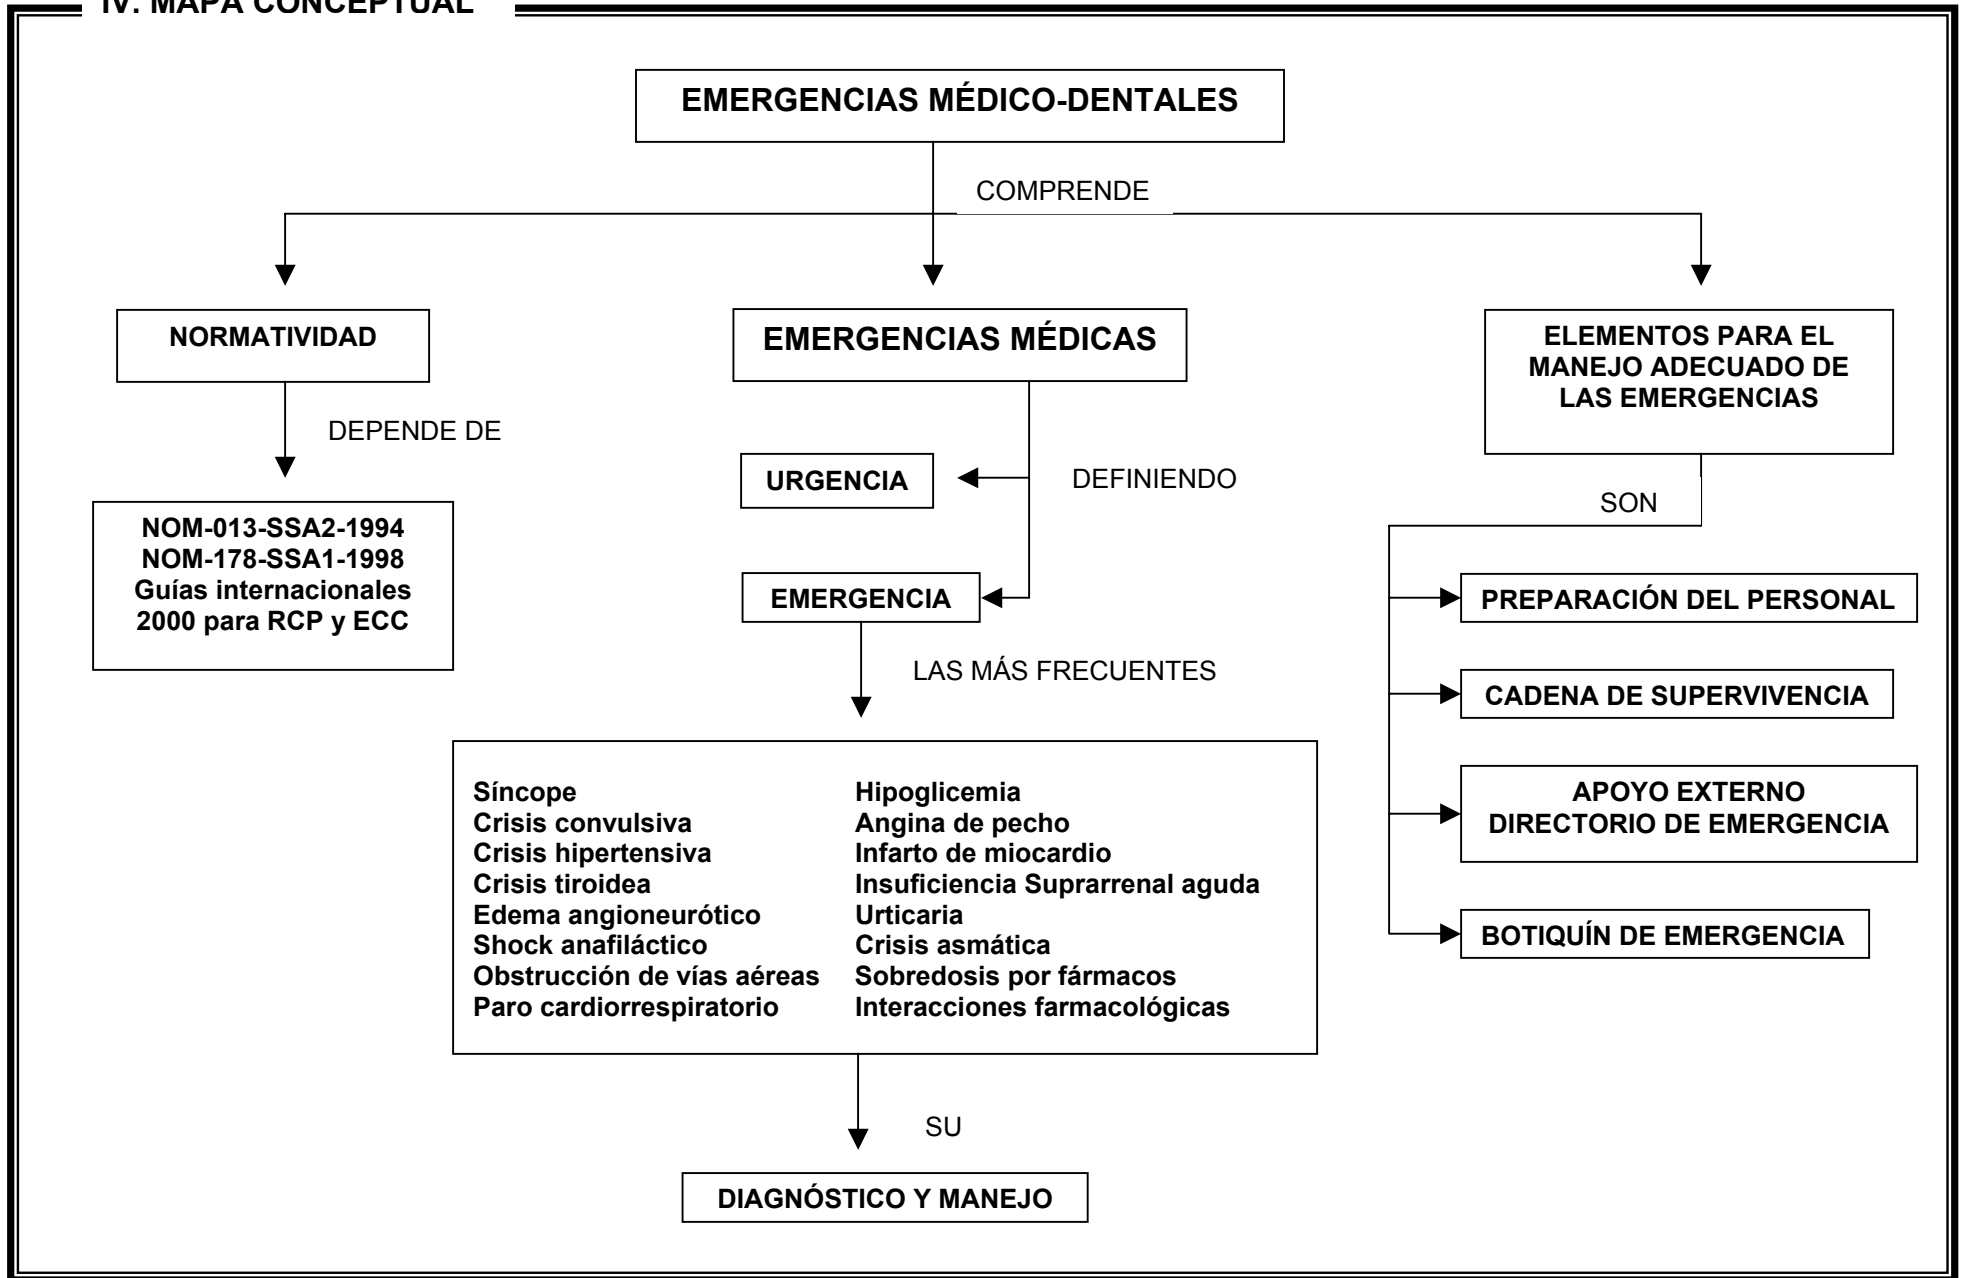 IV. MAPA CONCEPTUAL
EMERGENCIAS MÉDICO-DENTALES
COMPRENDE
NORMATIVIDAD
DEPENDE DE
NOM-013-SSA2-1994
NOM-178-SSA1-1998
Guías internacionales
2000 para RCP y ECC
EMERGENCIAS MÉDICAS
DEFINIENDO
URGENCIA
EMERGENCIA
LAS MÁS FRECUENTES
Síncope
Crisis convulsiva
Crisis hipertensiva
Crisis tiroidea
Edema angioneurótico
Shock anafiláctico
Obstrucción de vías aéreas
Paro cardiorrespiratorio
Hipoglicemia
Angina de pecho
Infarto de miocardio
Insuficiencia Suprarrenal aguda
Urticaria
Crisis asmática
Sobredosis por fármacos
Interacciones farmacológicas
SU
DIAGNÓSTICO Y MANEJO
ELEMENTOS PARA EL
MANEJO ADECUADO DE
LAS EMERGENCIAS
SON
PREPARACIÓN DEL PERSONAL
CADENA DE SUPERVIVENCIA
APOYO EXTERNO
DIRECTORIO DE EMERGENCIA
BOTIQUÍN DE EMERGENCIA